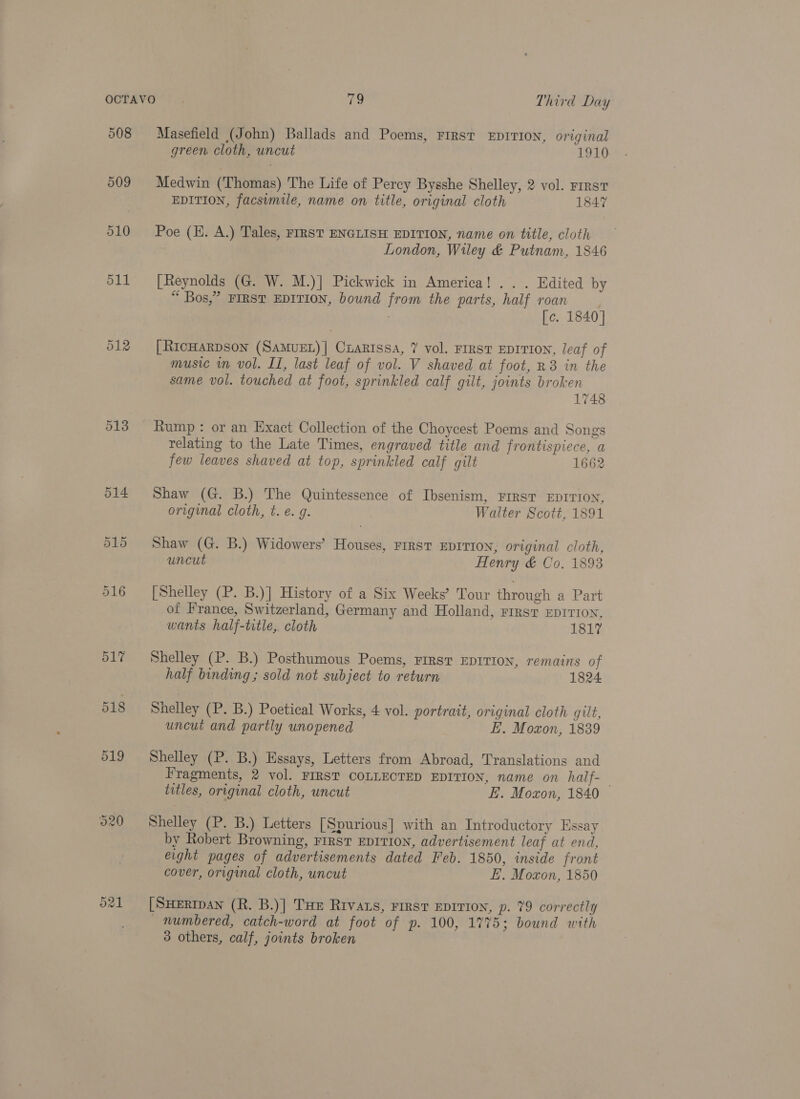 OCTAVO 79 Third Day
508 Masefield (John) Ballads and Poems, FIRST EDITION, original
green cloth, uncut 1910
509 Medwin (Thomas) The Life of Percy Bysshe Shelley, 2 vol. FIRST
EDITION, facsimile, name on title, original cloth 1847
510 Poe (E. A.) Tales, FIRST ENGLISH EDITION, name on title, cloth
London, Wiley & Putnam, 1846
511 [Reynolds (G. W. M.)] Pickwick in America! . . . Edited by
“Bos,” FIRST EDITION, bound from the parts, half roan
[c. 1840]
512 [RICHARDSON (SAMUEL)] CLARISSA, 7 vol. FIRST EDITION, leaf of
music in vol. II, last leaf of vol. V shaved at foot, R3 in the
same vol. touched at foot, sprinkled calf gilt, joints broken
1748
513 Rump: or an Exact Collection of the Choycest Poems and Songs
relating to the Late Times, engraved title and frontispiece, a
few leaves shaved at top, sprinkled calf gilt 1662
514 Shaw (G. B.) The Quintessence of Ibsenism, FIRST EDITION,
original cloth, t. e. g. Walter Scott, 1891
515 Shaw (G. B.) Widowers’ Houses, FIRST EDITION, original cloth,
uncut Henry & Co. 1893
516 [Shelley (P. B.)] History of a Six Weeks’ Tour through a Part
of France, Switzerland, Germany and Holland, FIRST EDITION,
wants half-title, cloth 1817
517 Shelley (P. B.) Posthumous Poems, FIRST EDITION, remains of
half binding; sold not subject to return 1824
518 Shelley (P. B.) Poetical Works, 4 vol. portrait, original cloth gilt,
uncut and partly unopened E. Moxon, 1839
519 Shelley (P. B.) Essays, Letters from Abroad, Translations and
Fragments, 2 vol. FIRST COLLECTED EDITION, name on half-
titles, original cloth, uncut E. Moxon, 1840
520 Shelley (P. B.) Letters [Spurious] with an Introductory Essay
by Robert Browning, FIRST EDITION, advertisement leaf at end,
eight pages of advertisements dated Feb. 1850, inside front
cover, original cloth, uncut E. Moxon, 1850
521 [SHERIDAN (R. B.)] THE RIVALS, FIRST EDITION, p. 79 correctly
numbered, catch-word at foot of p. 100, 1775; bound with
3 others, calf, joints broken